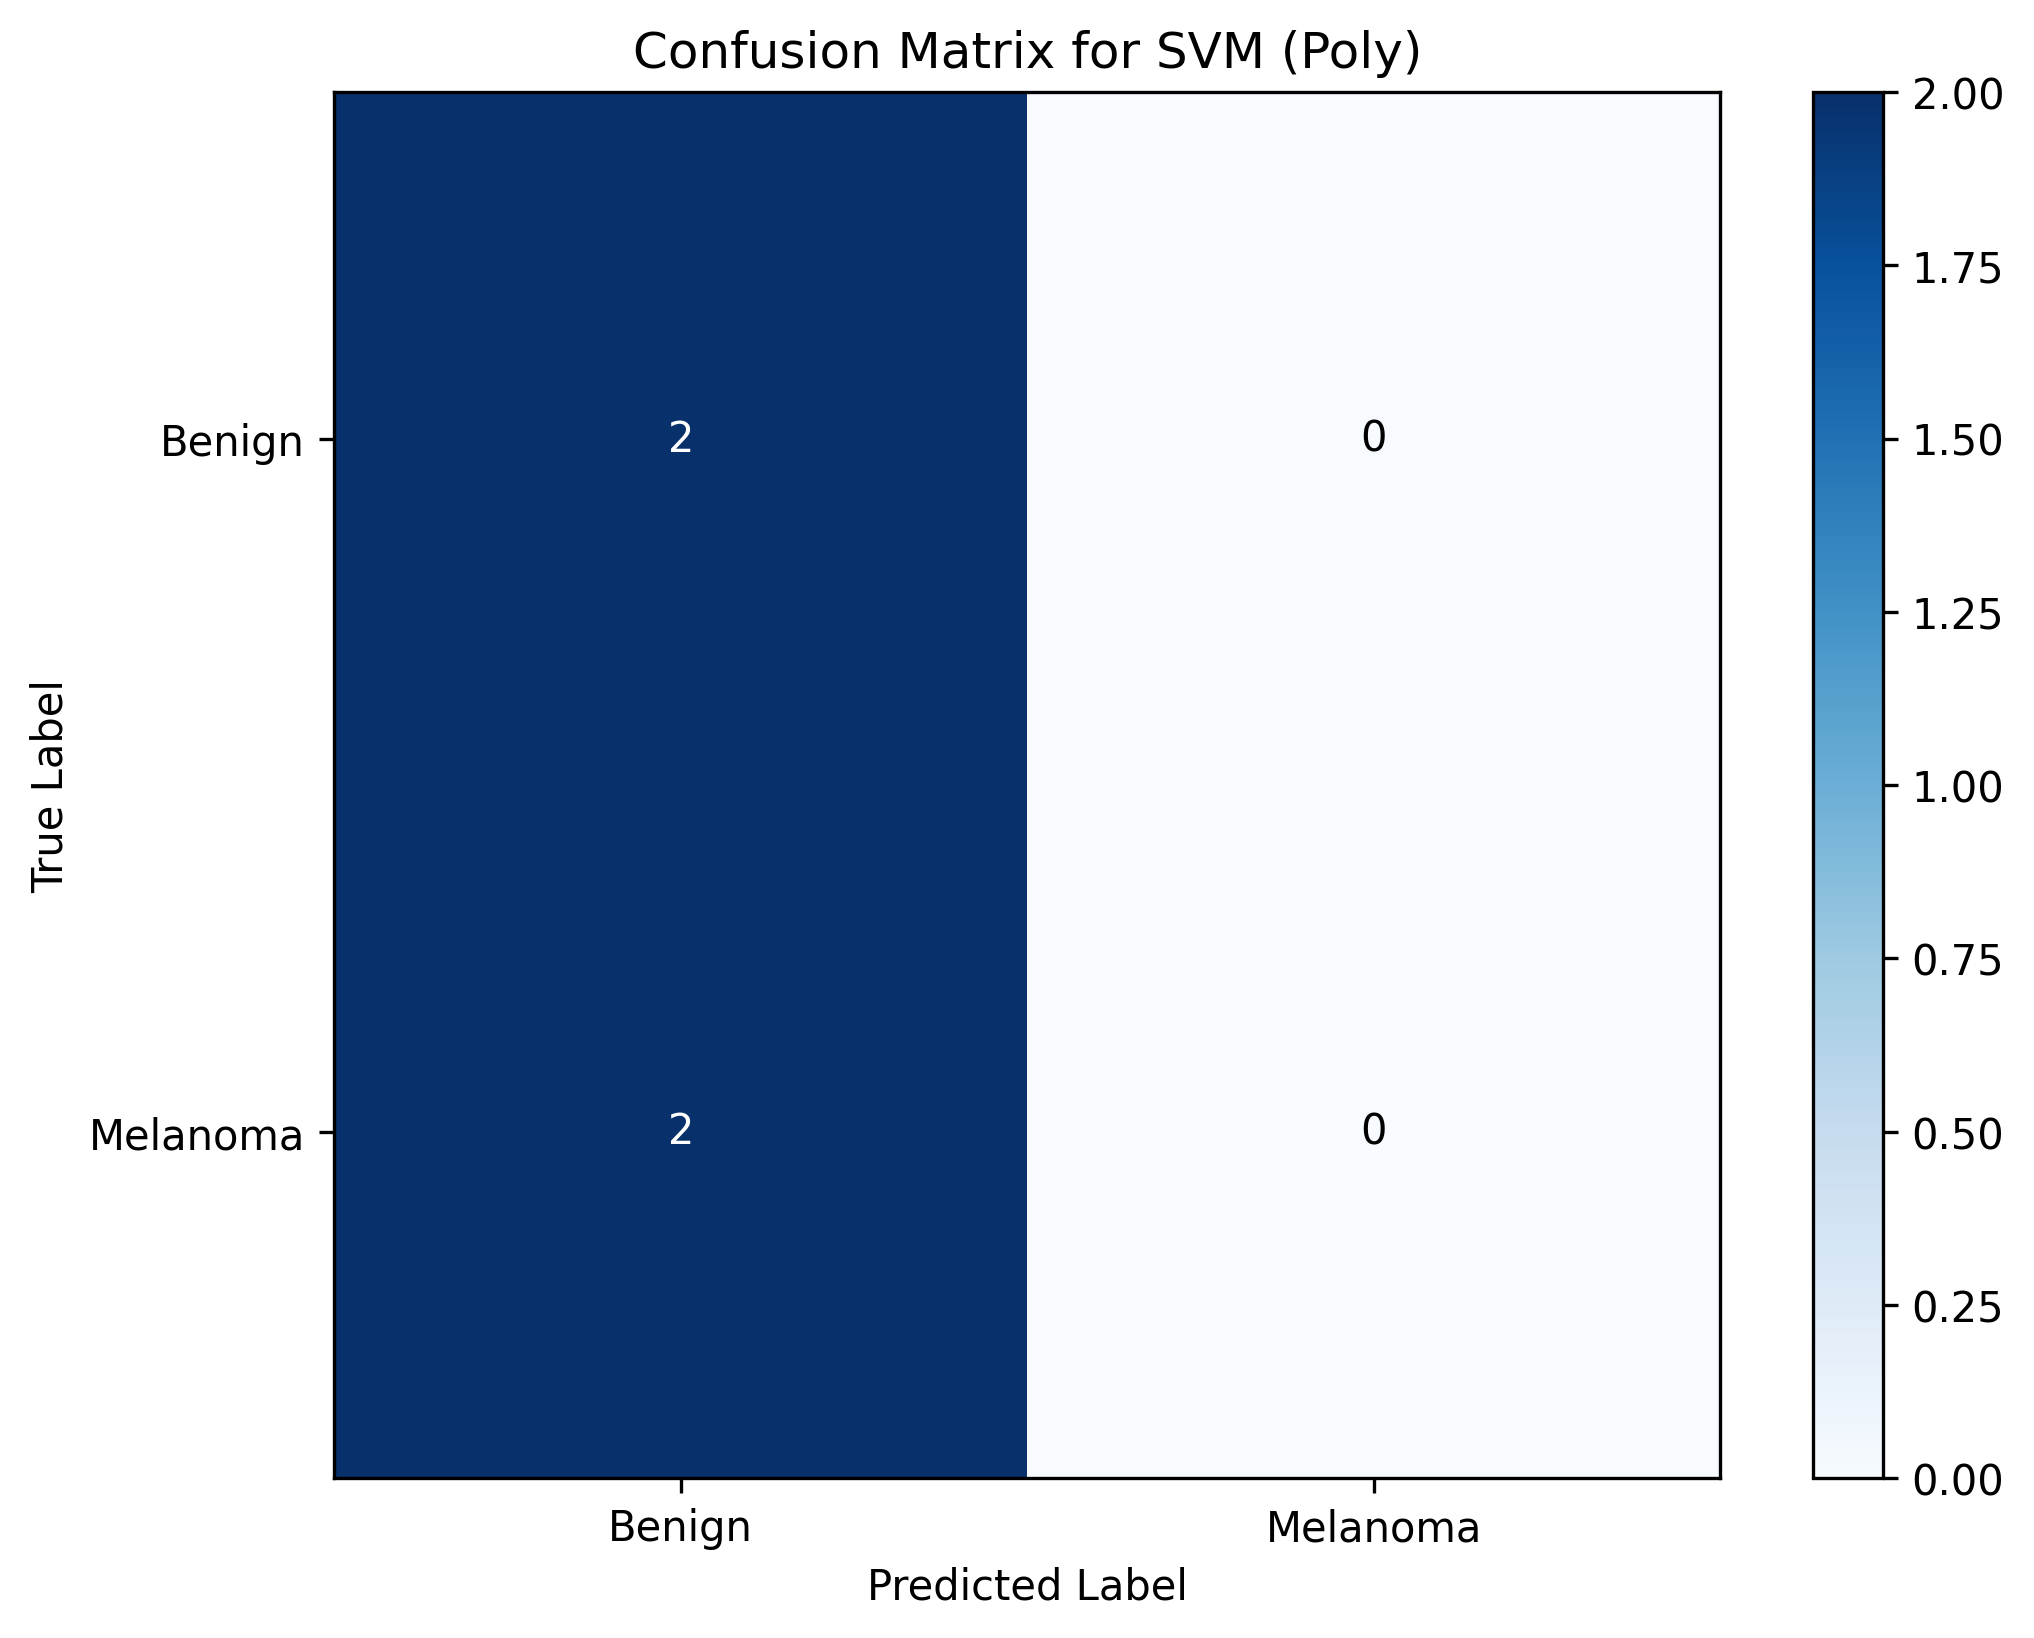 Confusion Matrix for SVM (Poly)
True Label
Benign
Melanoma
2
0
2
0
Benign
Melanoma
Predicted Label
2.00
1.75
1.50
1.25
1.00
0.75
0.50
0.25
0.00